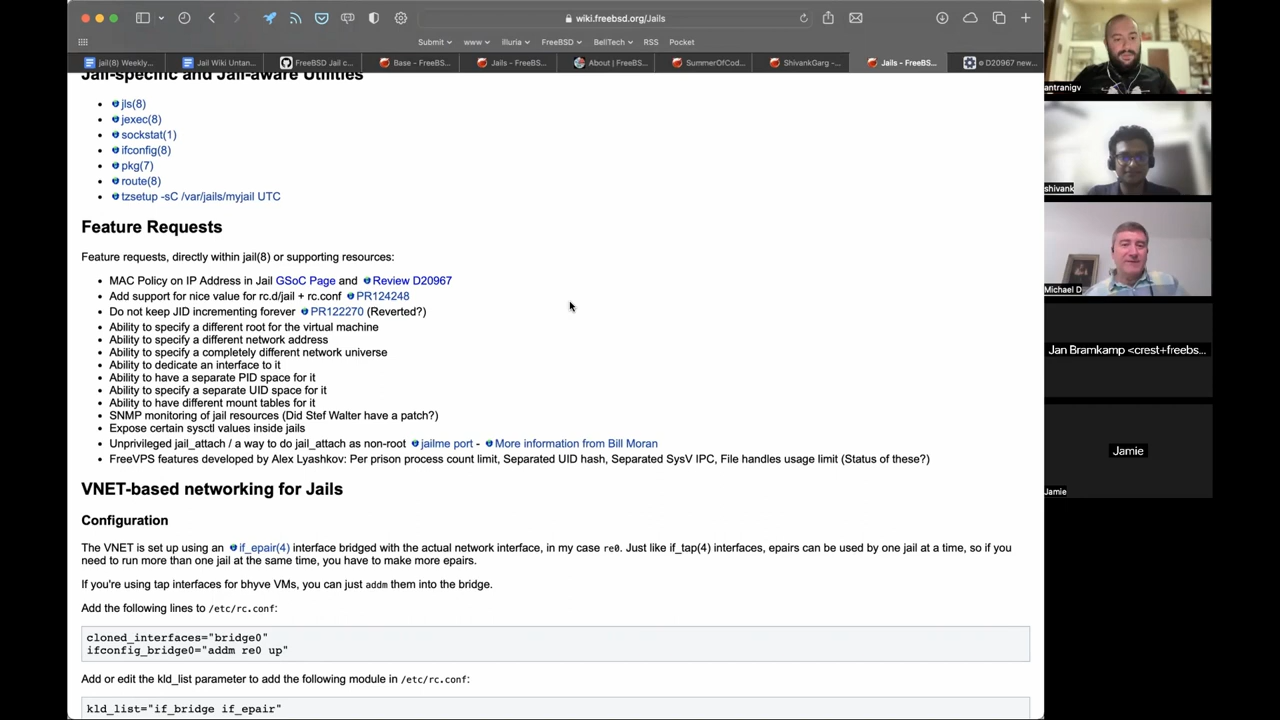 wiki.freebsd.org/Jails
Submit
www
illuria
FreeBSD
BellTech
RSS
Pocket
jail(8) Weekly...
Jail Wiki Untan...
FreeBSD Jail c...
Base - FreeBS...
Jails - FreeBS...
About | FreeBS...
SummerOfCod...
ShivankGarg -...
Jails - FreeBS...
D20967 new...
Jail-specific and Jail-aware Utilities
jls(8)
jexec(8)
sockstat(1)
ifconfig(8)
pkg(7)
route(8)
tzsetup -sC /var/jails/myjail UTC
Feature Requests
Feature requests, directly within jail(8) or supporting resources:
MAC Policy on IP Address in Jail GSoC Page and Review D20967
Add support for nice value for rc.d/jail + rc.conf PR124248
Do not keep JID incrementing forever PR122270 (Reverted?)
Ability to specify a different root for the virtual machine
Ability to specify a different network address
Ability to specify a completely different network universe
Ability to dedicate an interface to it
Ability to have a separate PID space for it
Ability to specify a separate UID space for it
Ability to have different mount tables for it
SNMP monitoring of jail resources (Did Stef Walter have a patch?)
Expose certain sysctl values inside jails
Unprivileged jail_attach / a way to do jail_attach as non-root jailme port - More information from Bill Moran
FreeVPS features developed by Alex Lyashkov: Per prison process count limit, Separated UID hash, Separated SysV IPC, File handles usage limit (Status of these?)
VNET-based networking for Jails
Configuration
The VNET is set up using an if_epair(4) interface bridged with the actual network interface, in my case re0. Just like if_tap(4) interfaces, epairs can be used by one jail at a time, so if you
need to run more than one jail at the same time, you have to make more epairs.
If you're using tap interfaces for bhyve VMs, you can just addm them into the bridge.
Add the following lines to /etc/rc.conf:
cloned_interfaces="bridge0"
ifconfig_bridge0="addm re0 up"
Add or edit the kld_list parameter to add the following module in /etc/rc.conf:
kld_list="if_bridge if_epair"
antranigv
shivank
Michael D
Jan Bramkamp <crest+freebs...
Jamie
Jamie